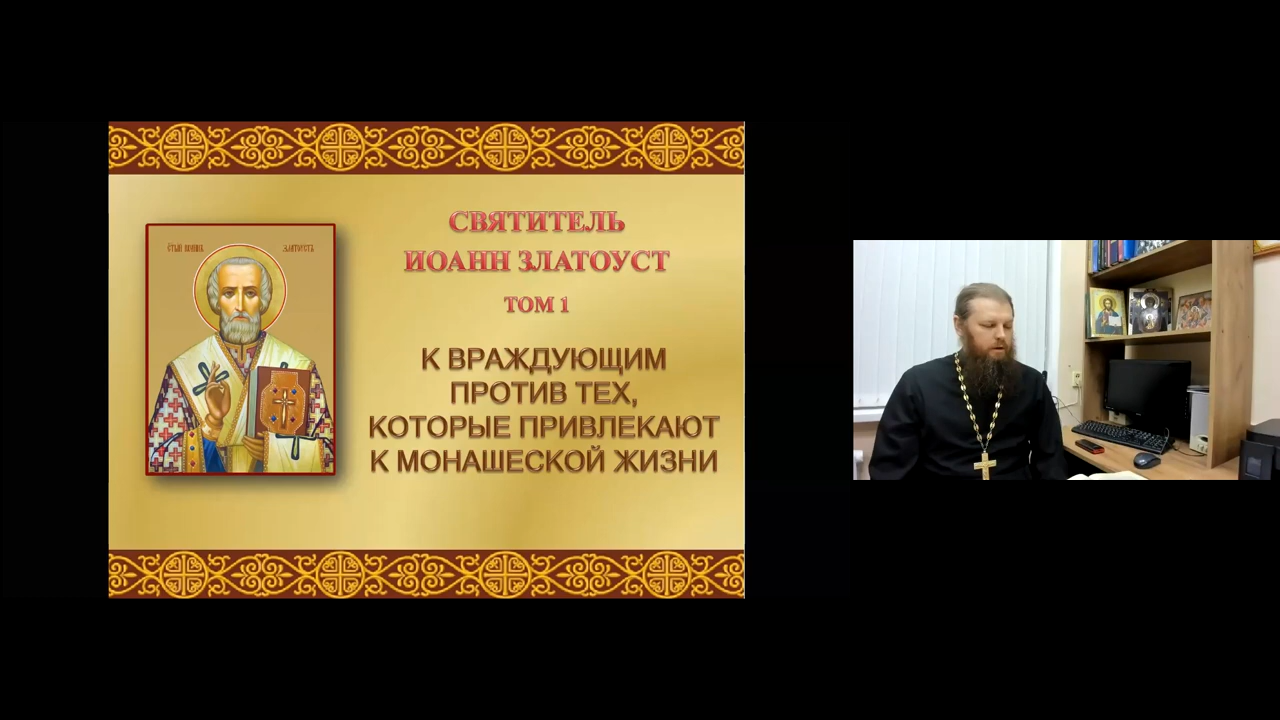 СВЯТИТЕЛЬ
ИОАНН ЗЛАТОУСТ
ТОМ 1
К ВРАЖДУЮЩИМ
ПРОТИВ ТЕХ,
КОТОРЫЕ ПРИВЛЕКАЮТ
К МОНАШЕСКОЙ ЖИЗНИ